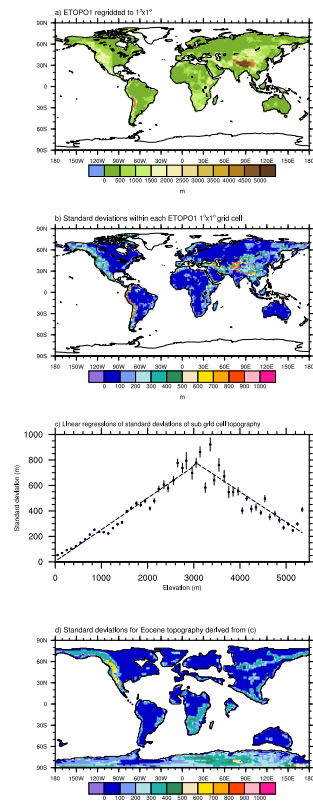 a) ETOPO1 regridded to 1°x1°
90N
60N
30N
0
30S
60S
90S
180 150W 120W 90W 60W 30W 0 30E 60E 90E 120E 150E 180
0 500 1000 1500 2000 2500 3000 3500 4000 4500 5000
m
b) Standard deviations within each ETOPO1 1°x1° grid cell
90N
60N
30N
0
30S
60S
90S
180 150W 120W 90W 60W 30W 0 30E 60E 90E 120E 150E 180
0 100 200 300 400 500 600 700 800 900 1000
m
c) Linear regressions of standard deviations of sub grid cell topography
Standard deviation (m)
1000
800
600
400
200
0
0 1000 2000 3000 4000 5000
Elevation (m)
d) Standard deviations for Eocene topography derived from (c)
90N
60N
30N
0
30S
60S
90S
180 150W 120W 90W 60W 30W 0 30E 60E 90E 120E 150E 180
0 100 200 300 400 500 600 700 800 900 1000